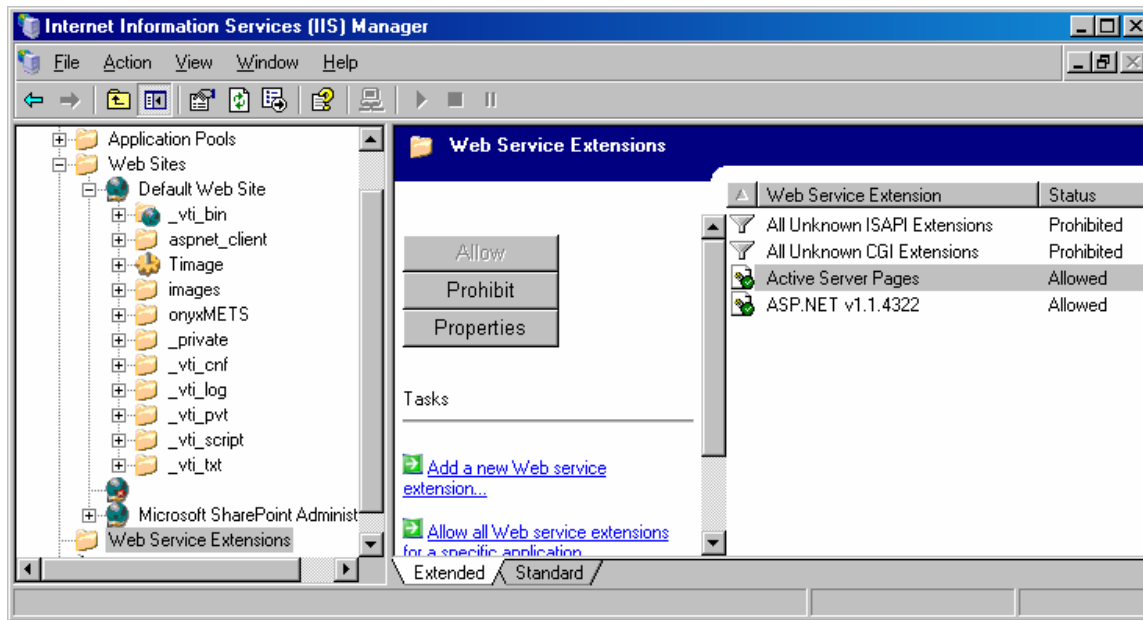 Internet Information Services (IIS) Manager
File Action View Window Help
Application Pools
Web Sites
Default Web Site
_vti_bin
aspnet_client
Timage
images
onyxMETS
_private
_vti_cnf
_vti_log
_vti_pvt
_vti_script
_vti_txt
Microsoft SharePoint Administ
Web Service Extensions
Web Service Extensions
Allow
Prohibit
Properties
Tasks
Add a new Web service
extension...
Allow all Web service extensions
for a specific application
Web Service Extension Status
All Unknown ISAPI Extensions Prohibited
All Unknown CGI Extensions Prohibited
Active Server Pages Allowed
ASP.NET v1.1.4322 Allowed
Extended Standard